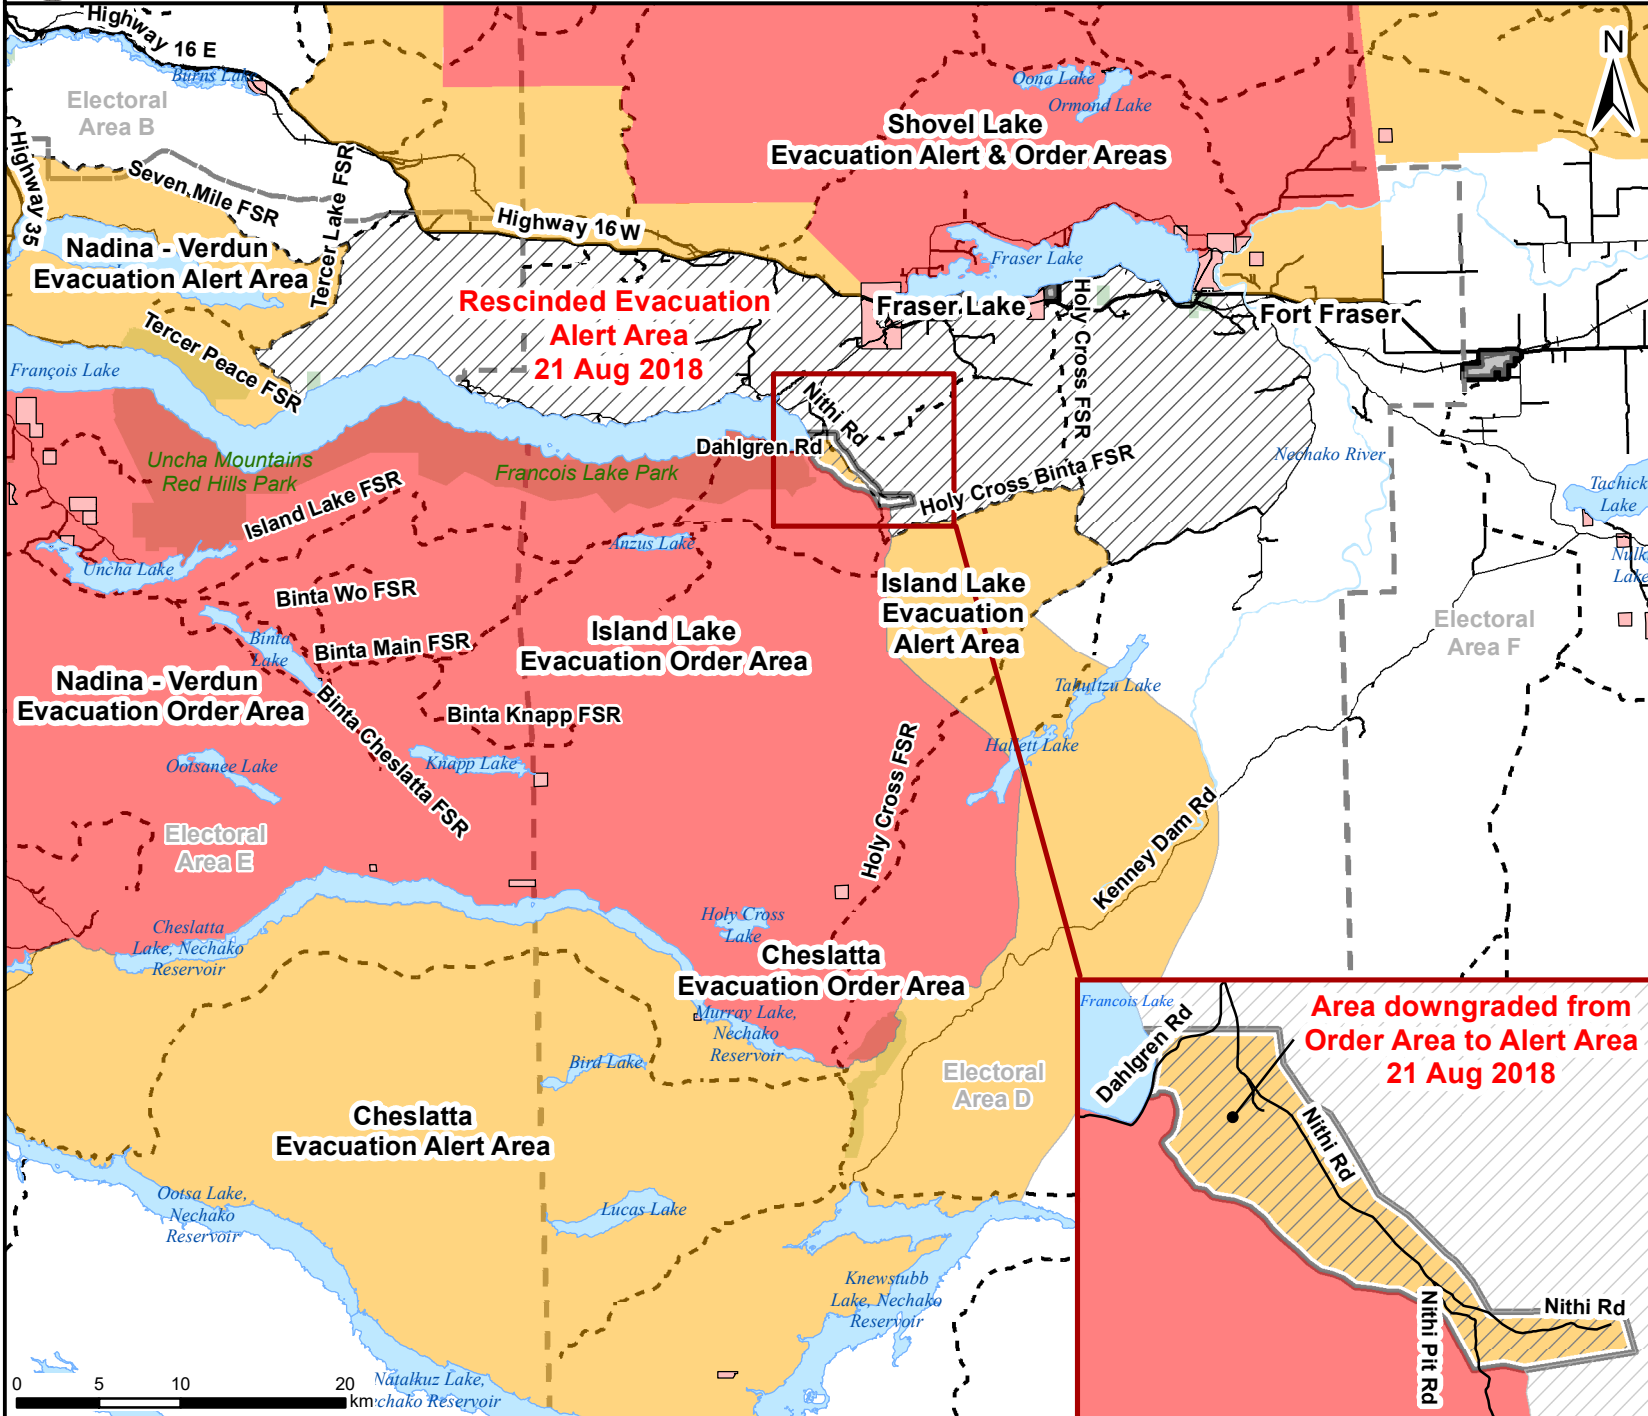 Highway 16 E
Burns Lake
Electoral
Area B
Highway 35
Seven Mile FSR
Tercer Lake FSR
Nadina - Verdun
Evacuation Alert Area
Highway 16 W
Oona Lake
Ormond Lake
Shovel Lake
Evacuation Alert & Order Areas
N
Rescinded Evacuation
Alert Area
21 Aug 2018
Fraser Lake
Fraser Lake
Fort Fraser
Holy Cross FSR
Tercer Peace FSR
François Lake
Nithi Rd
Dahlgren Rd
Holy Cross Binta FSR
Nechako River
Tachick
Lake
Uncha Mountains
Red Hills Park
Francois Lake Park
Island Lake FSR
Anzus Lake
Uncha Lake
Binta Wo FSR
Binta
Lake
Binta Main FSR
Island Lake
Evacuation Order Area
Island Lake
Evacuation
Alert Area
Electoral
Area F
Lake
Nadina - Verdun
Evacuation Order Area
Binta Cheslatta FSR
Binta Knapp FSR
Knapp Lake
Ootsanee Lake
Tahultzu Lake
Hallett Lake
Holy Cross FSR
Kenney Dam Rd
Electoral
Area E
Cheslatta
Lake, Nechako
Reservoir
Holy Cross
Lake
Cheslatta
Evacuation Order Area
Murray Lake,
Nechako
Reservoir
Bird Lake
Electoral
Area D
Cheslatta
Evacuation Alert Area
Ootsa Lake,
Nechako
Reservoir
Lucas Lake
Knewstubb
Lake, Nechako
Reservoir
Natalkuz Lake,
Reservoir
0 5 10 20
km
Francois Lake
Dahlgren Rd
Area downgraded from
Order Area to Alert Area
21 Aug 2018
Nithi Rd
Nithi Rd
Nithi Pit Rd